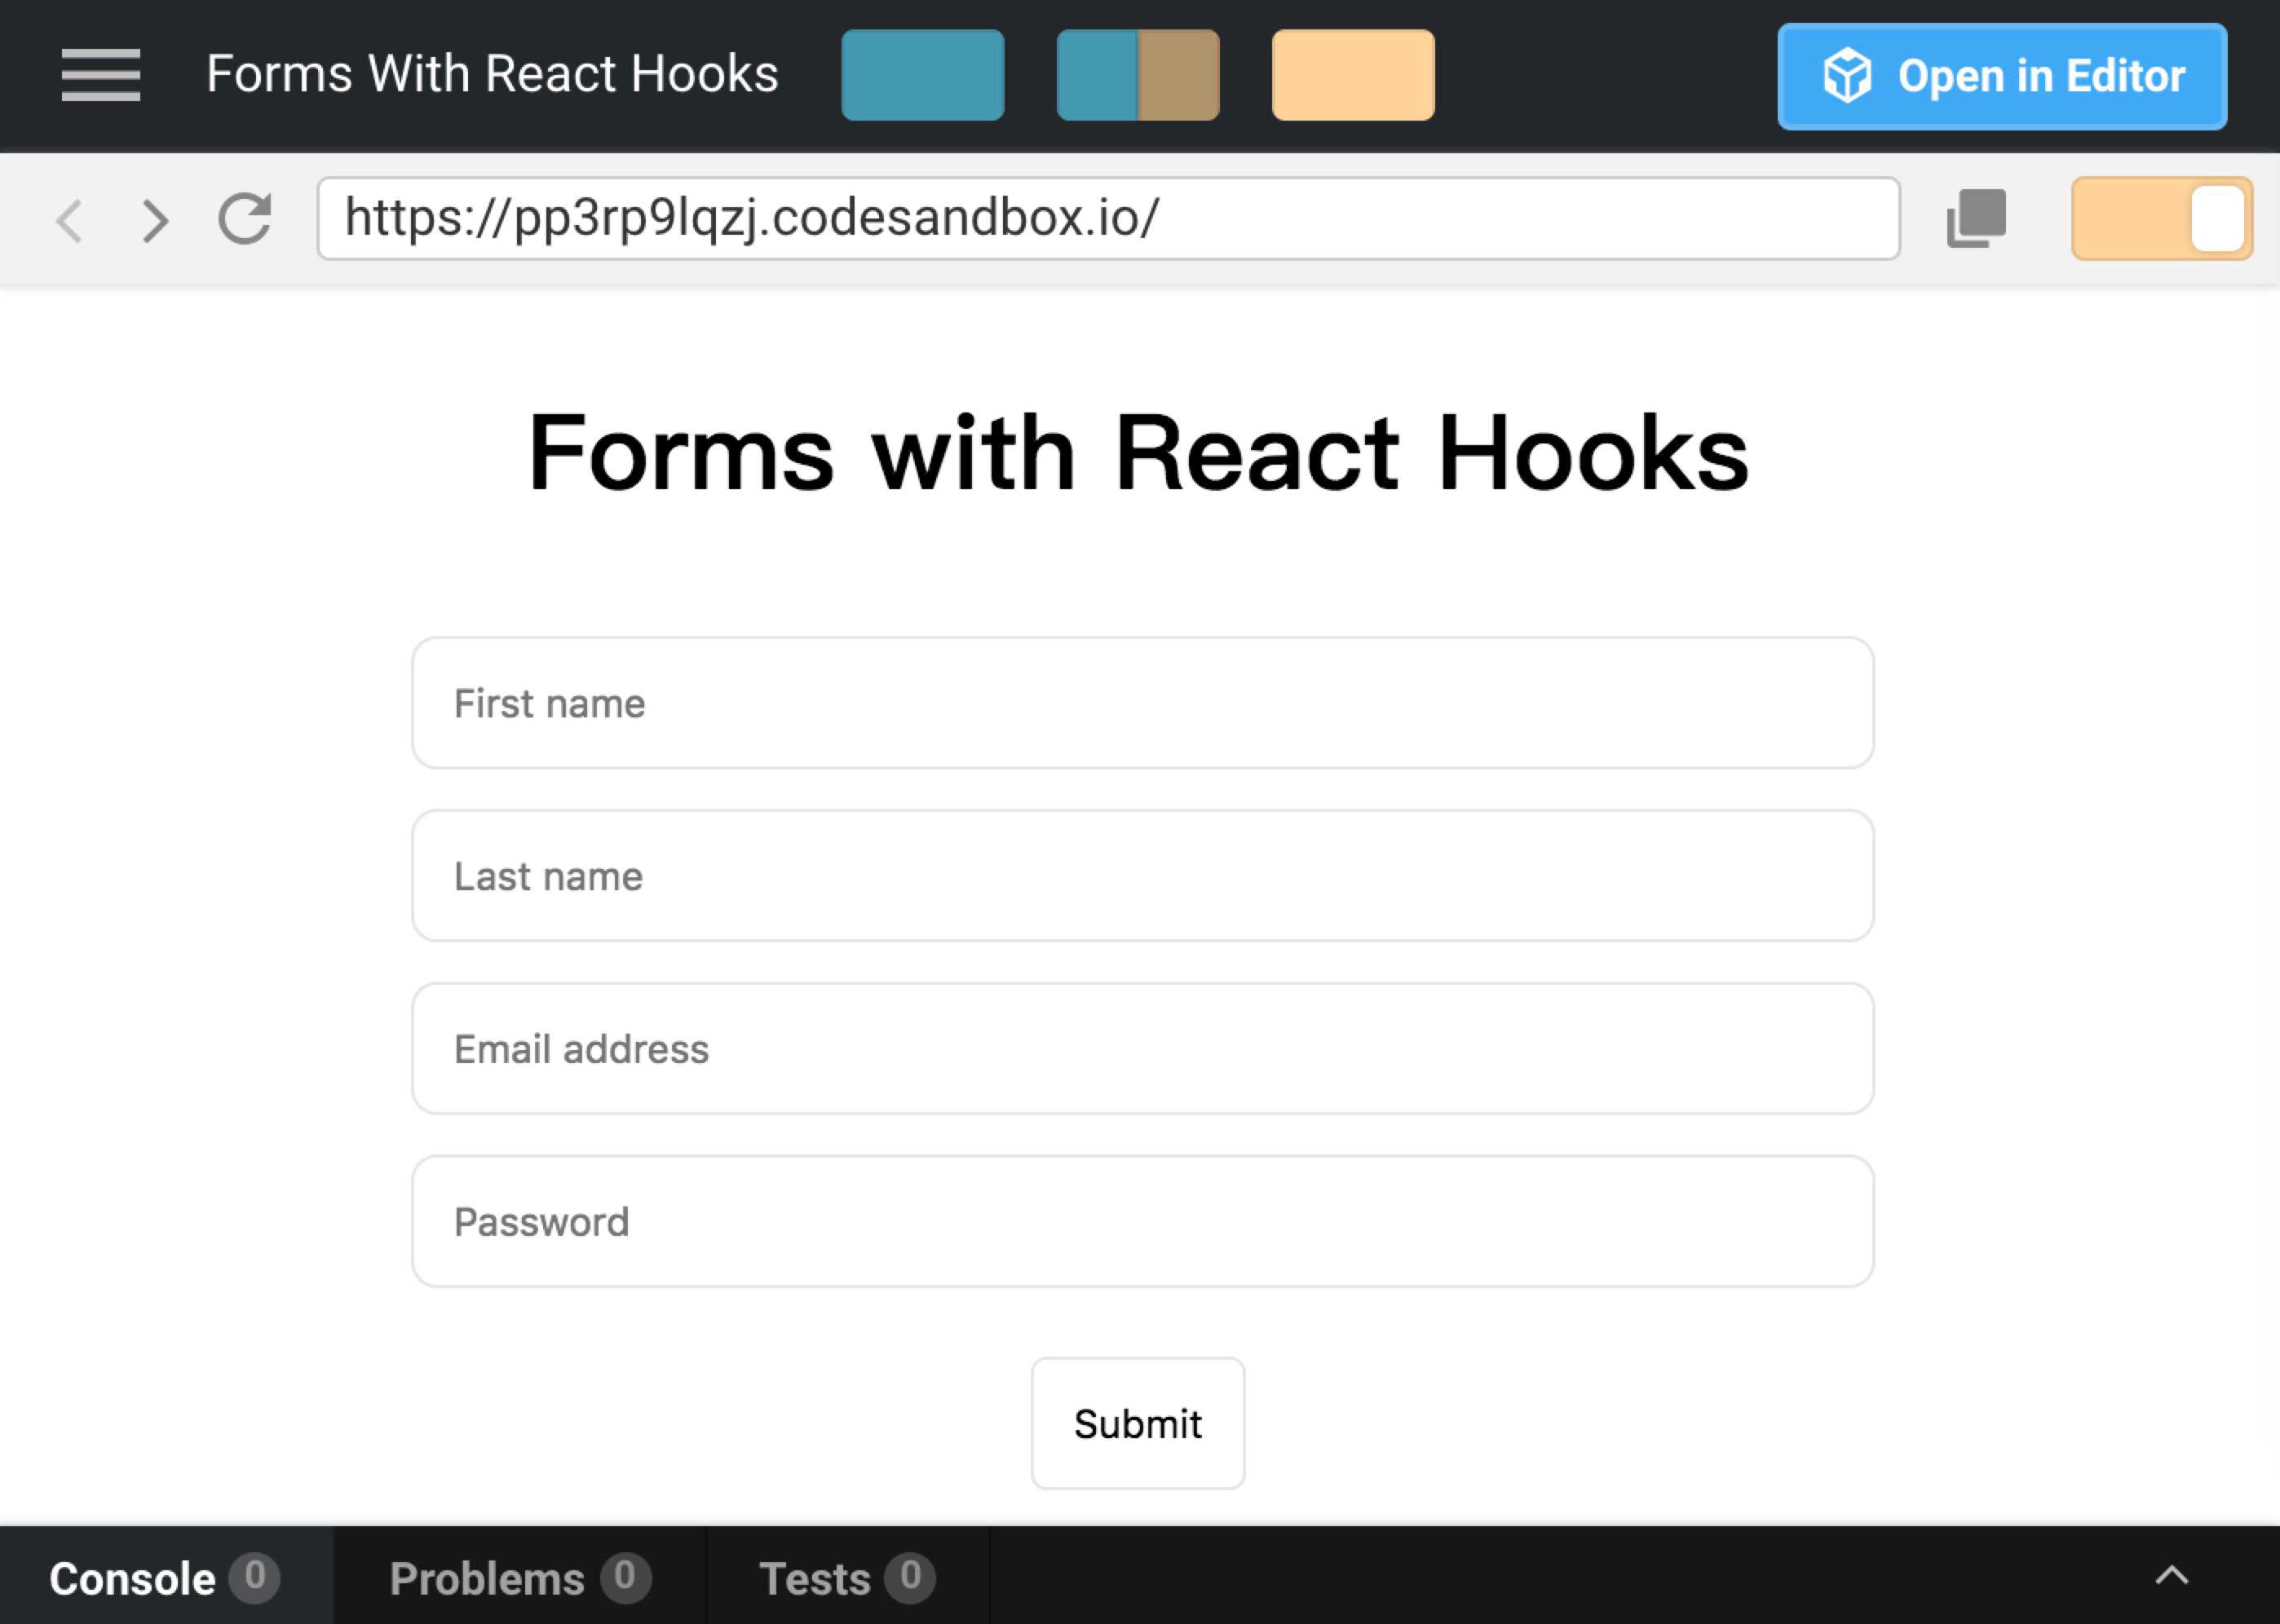 Forms With React Hooks
Open in Editor
https://pp3rp9lqzj.codesandbox.io/
Forms with React Hooks
First name
Last name
Email address
Password
Submit
Console 0 Problems 0 Tests 0